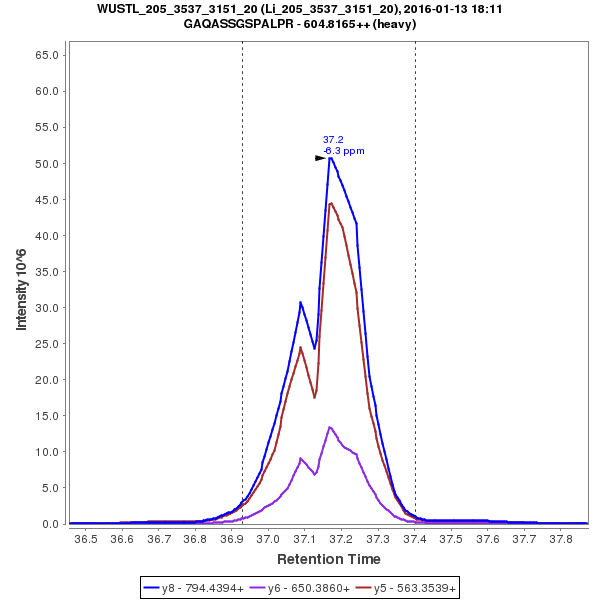 WUSTL_205_3537_3151_20 (Li_205_3537_3151_20), 2016-01-13 18:11
GAQASSGSPALPR - 604.8165++ (heavy)
Intensity 10^6
65.0
60.0
55.0
50.0
45.0
40.0
35.0
30.0
25.0
20.0
15.0
10.0
5.0
0.0
37.2
-6.3 ppm
36.5 36.6 36.7 36.8 36.9 37.0 37.1 37.2 37.3 37.4 37.5 37.6 37.7 37.8
Retention Time
y8 - 794.4394+ y6 - 650.3860+ y5 - 563.3539+